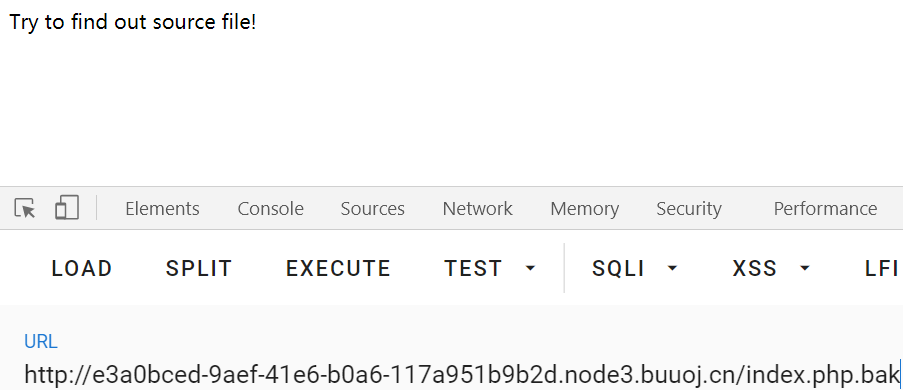 Try to find out source file!
Elements Console Sources Network Memory Security Performance
LOAD SPLIT EXECUTE TEST SQLI XSS LFI
URL
http://e3a0bced-9aef-41e6-b0a6-117a951b9b2d.node3.buuoj.cn/index.php.bak